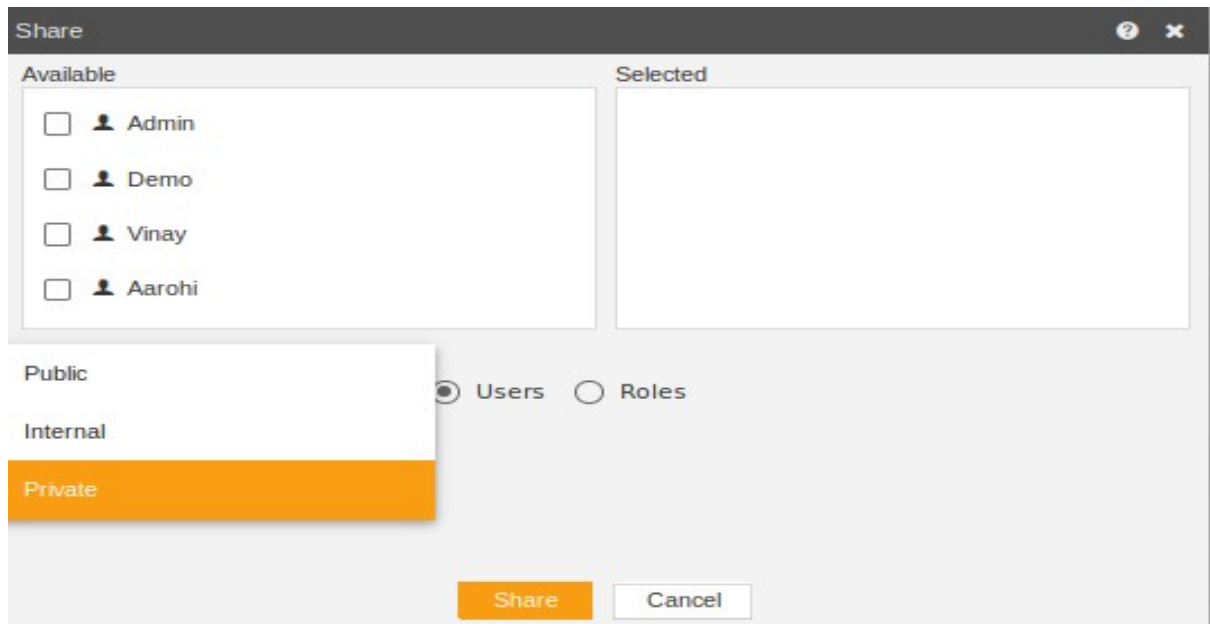 Share
Available
Selected
Admin
Demo
Vinay
Aarohi
Public
Internal
Private
Users
Roles
Share
Cancel